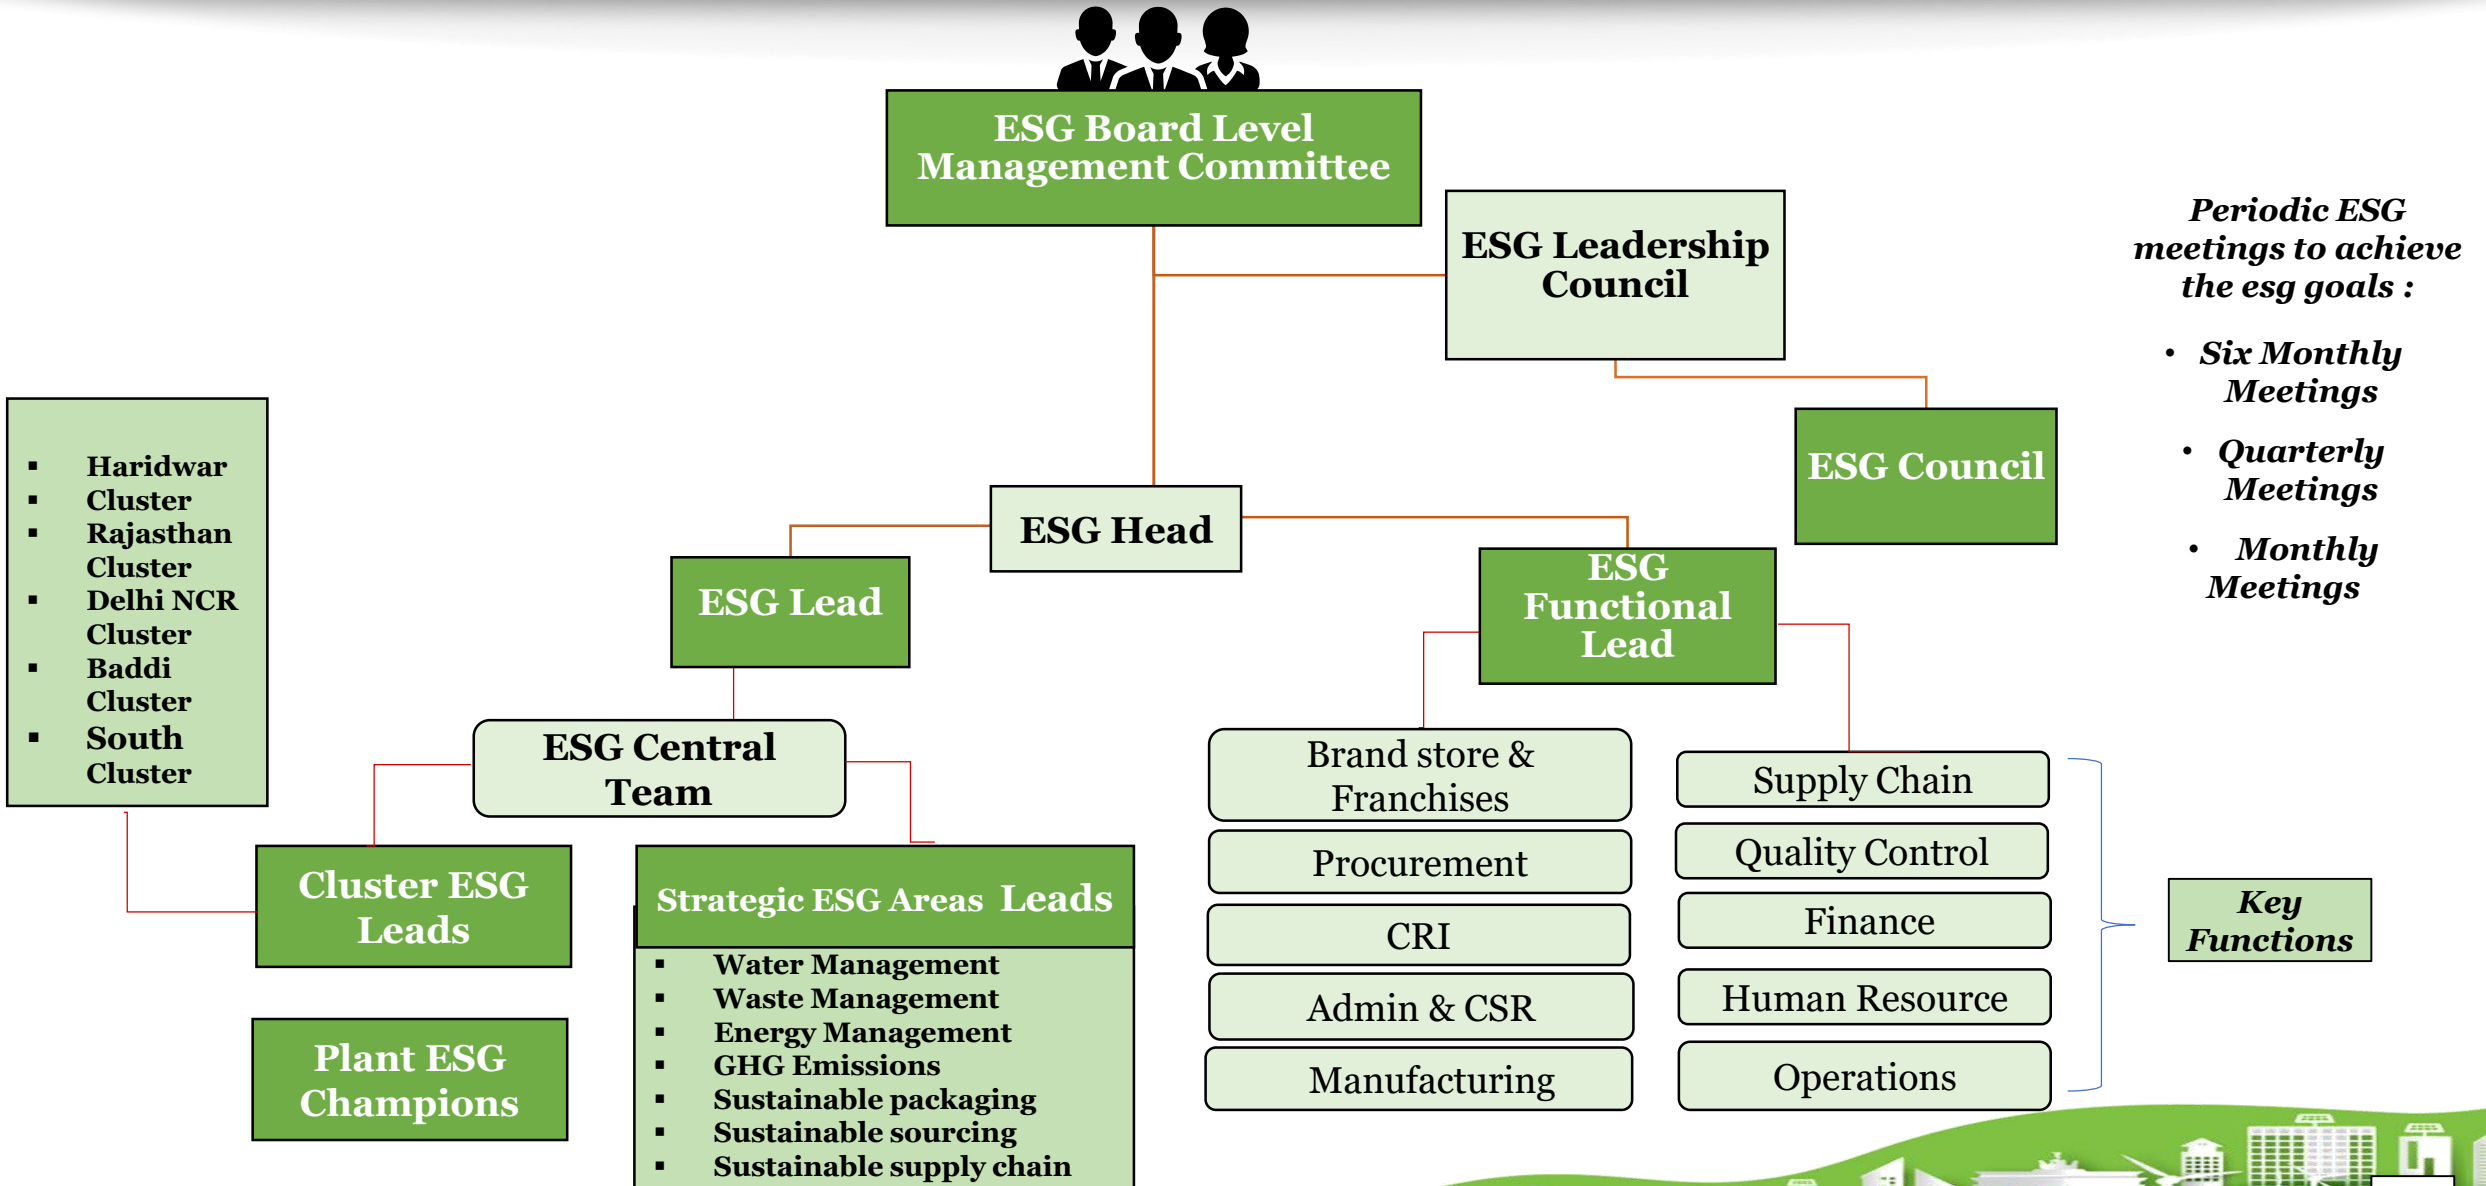 ESG Board Level
Management Committee
ESG Leadership
Council
Periodic ESG
meetings to achieve
the esg goals :
• Six Monthly
Meetings
• Quarterly
Meetings
• Monthly
Meetings
ESG Council
ESG Head
▪ Haridwar
▪ Cluster
▪ Rajasthan
Cluster
▪ Delhi NCR
Cluster
▪ Baddi
Cluster
▪ South
Cluster
ESG Lead
ESG
Functional
Lead
ESG Central
Team
Cluster ESG
Leads
Plant ESG
Champions
Strategic ESG Areas Leads
▪ Water Management
▪ Waste Management
▪ Energy Management
▪ GHG Emissions
▪ Sustainable packaging
▪ Sustainable sourcing
▪ Sustainable supply chain
Brand store &
Franchises
Procurement
CRI
Admin & CSR
Manufacturing
Supply Chain
Quality Control
Finance
Human Resource
Operations
Key
Functions